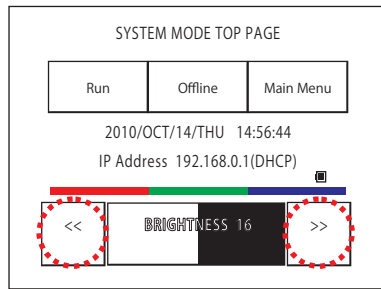 SYSTEM MODE TOP PAGE
Run Offline Main Menu
2010/OCT/14/THU 14:56:44
IP Address 192.168.0.1(DHCP)
<< BRIGHTNESS 16 >>